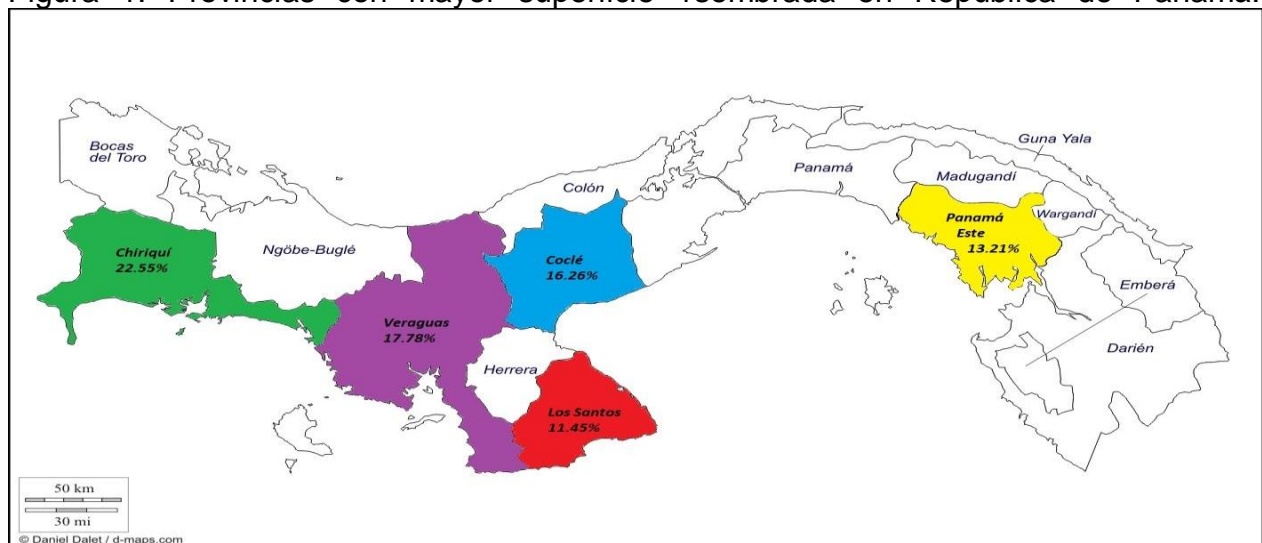 Figura 1. Provincias con mayor superficie resembrada en República de Panamá.
Bocas
del Toro
Guna Yala
Panamá
Madugandí
Colón
Wargandí
Chiriquí
22.55%
Ngöbe-Buglé
Coclé
16.26%
Panamá
Este
13.21%
Emberá
Veraguas
17.78%
Darién
Herrera
Los Santos
11.45%
50 km
30 mi
© Daniel Dalet / d-maps.com